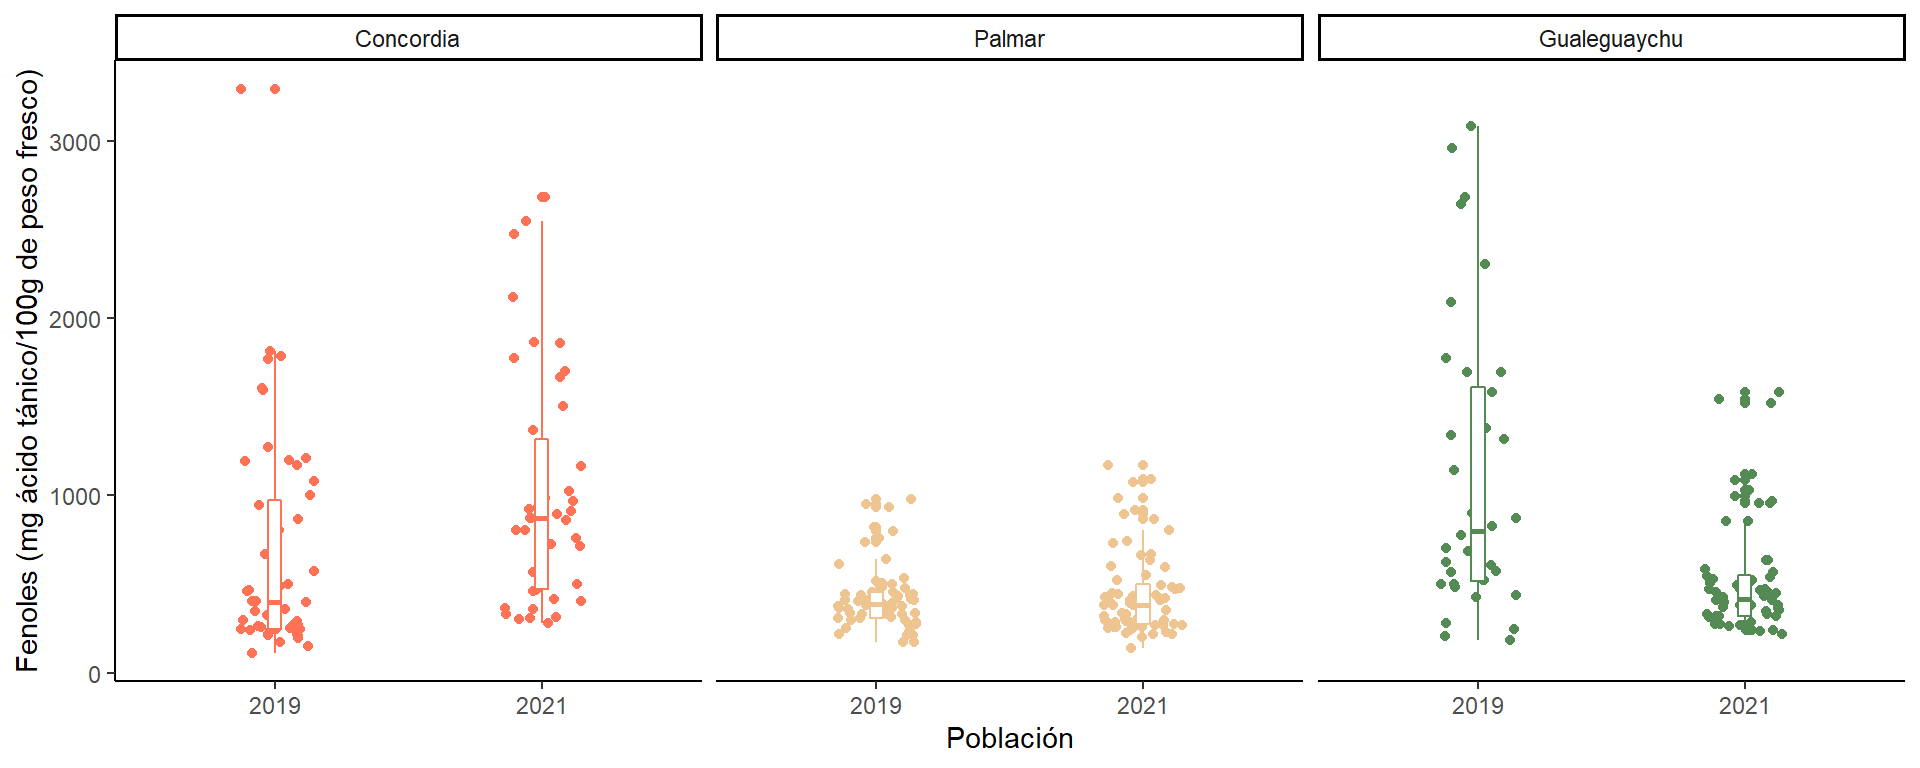 Concordia
Palmar
Gualeguaychu
Fenoles (mg ácido tánico/100g de peso fresco)
3000
2000
1000
0
2019
2021
2019
2021
2019
2021
Población